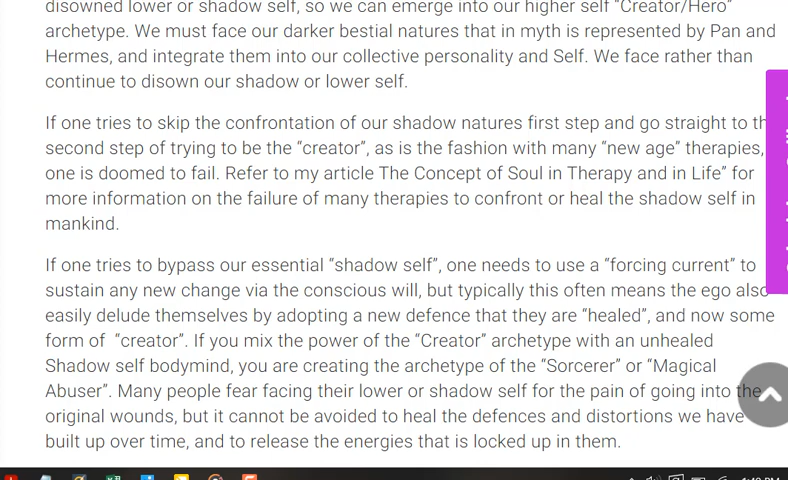 disowned lower or shadow self, so we can emerge into our higher self “Creator/Hero”
archetype. We must face our darker bestial natures that in myth is represented by Pan and
Hermes, and integrate them into our collective personality and Self. We face rather than
continue to disown our shadow or lower self.
If one tries to skip the confrontation of our shadow natures first step and go straight to th
second step of trying to be the “creator”, as is the fashion with many “new age” therapies,
one is doomed to fail. Refer to my article The Concept of Soul in Therapy and in Life” for
more information on the failure of many therapies to confront or heal the shadow self in
mankind.
If one tries to bypass our essential “shadow self”, one needs to use a “forcing current” to
sustain any new change via the conscious will, but typically this often means the ego also
easily delude themselves by adopting a new defence that they are “healed”, and now some
form of “creator”. If you mix the power of the “Creator” archetype with an unhealed
Shadow self bodymind, you are creating the archetype of the “Sorcerer” or “Magical
Abuser”. Many people fear facing their lower or shadow self for the pain of going into the
original wounds, but it cannot be avoided to heal the defences and distortions we have
built up over time, and to release the energies that is locked up in them.